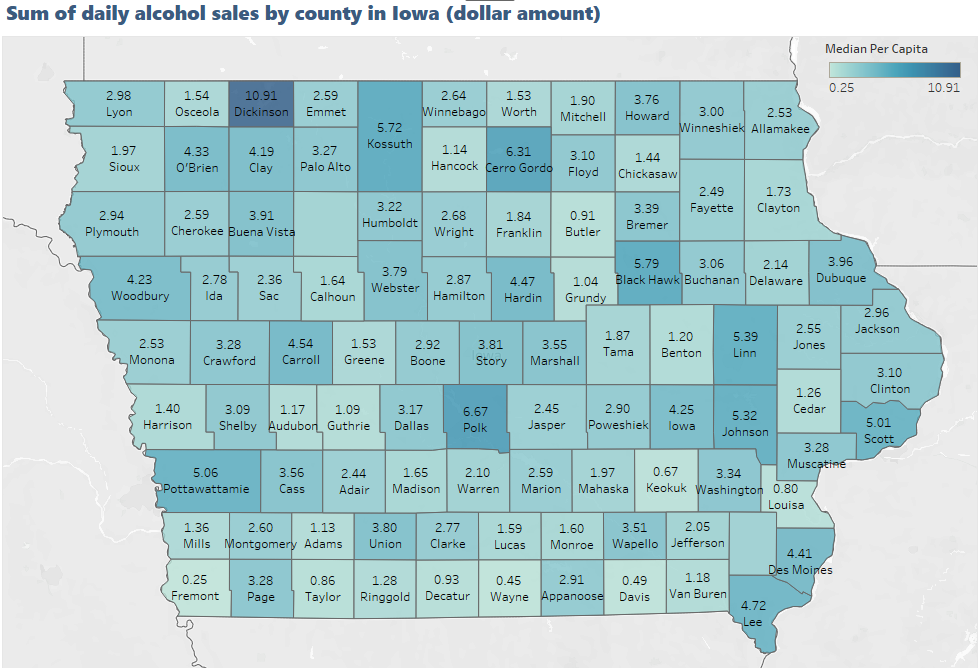 Sum of daily alcohol sales by county in Iowa (dollar amount)
Median Per Capita
0.25 10.91
2.98
Lyon
1.54
Osceola
10.91
Dickinson
2.59
Emmet
5.72
Kossuth
2.64
Winnebago
1.53
Worth
1.90
Mitchell
3.76
Howard
3.00
Winneshiek
2.53
Allamakee
1.97
Sioux
4.33
O'Brien
4.19
Clay
3.27
Palo Alto
1.14
Hancock
6.31
Cerro Gordo
3.10
Floyd
1.44
Chickasaw
2.94
Plymouth
2.59
Cherokee
3.91
Buena Vista
3.22
Humboldt
2.68
Wright
1.84
Franklin
0.91
Butler
3.39
Bremer
2.49
Fayette
1.73
Clayton
4.23
Woodbury
2.78
Ida
2.36
Sac
1.64
Calhoun
3.79
Webster
2.87
Hamilton
4.47
Hardin
1.04
Grundy
5.79
Black Hawk
3.06
Buchanan
2.14
Delaware
3.96
Dubuque
2.53
Monona
3.28
Crawford
4.54
Carroll
1.53
Greene
2.92
Boone
3.81
Story
3.55
Marshall
1.87
Tama
1.20
Benton
5.39
Linn
2.55
Jones
2.96
Jackson
1.40
Harrison
3.09
Shelby
1.17
Audubon
1.09
Guthrie
3.17
Dallas
6.67
Polk
2.45
Jasper
2.90
Poweshiek
4.25
Iowa
5.32
Johnson
1.26
Cedar
3.10
Clinton
5.01
Scott
5.06
Pottawattamie
3.56
Cass
2.44
Adair
1.65
Madison
2.10
Warren
2.59
Marion
1.97
Mahaska
0.67
Keokuk
3.34
Washington
3.28
Muscatine
0.80
Louisa
1.36
Mills
2.60
Montgomery
1.13
Adams
3.80
Union
2.77
Clarke
1.59
Lucas
1.60
Monroe
3.51
Wapello
2.05
Jefferson
4.41
Des Moines
0.25
Fremont
3.28
Page
0.86
Taylor
1.28
Ringgold
0.93
Decatur
0.45
Wayne
2.91
Appanoose
0.49
Davis
1.18
Van Buren
4.72
Lee